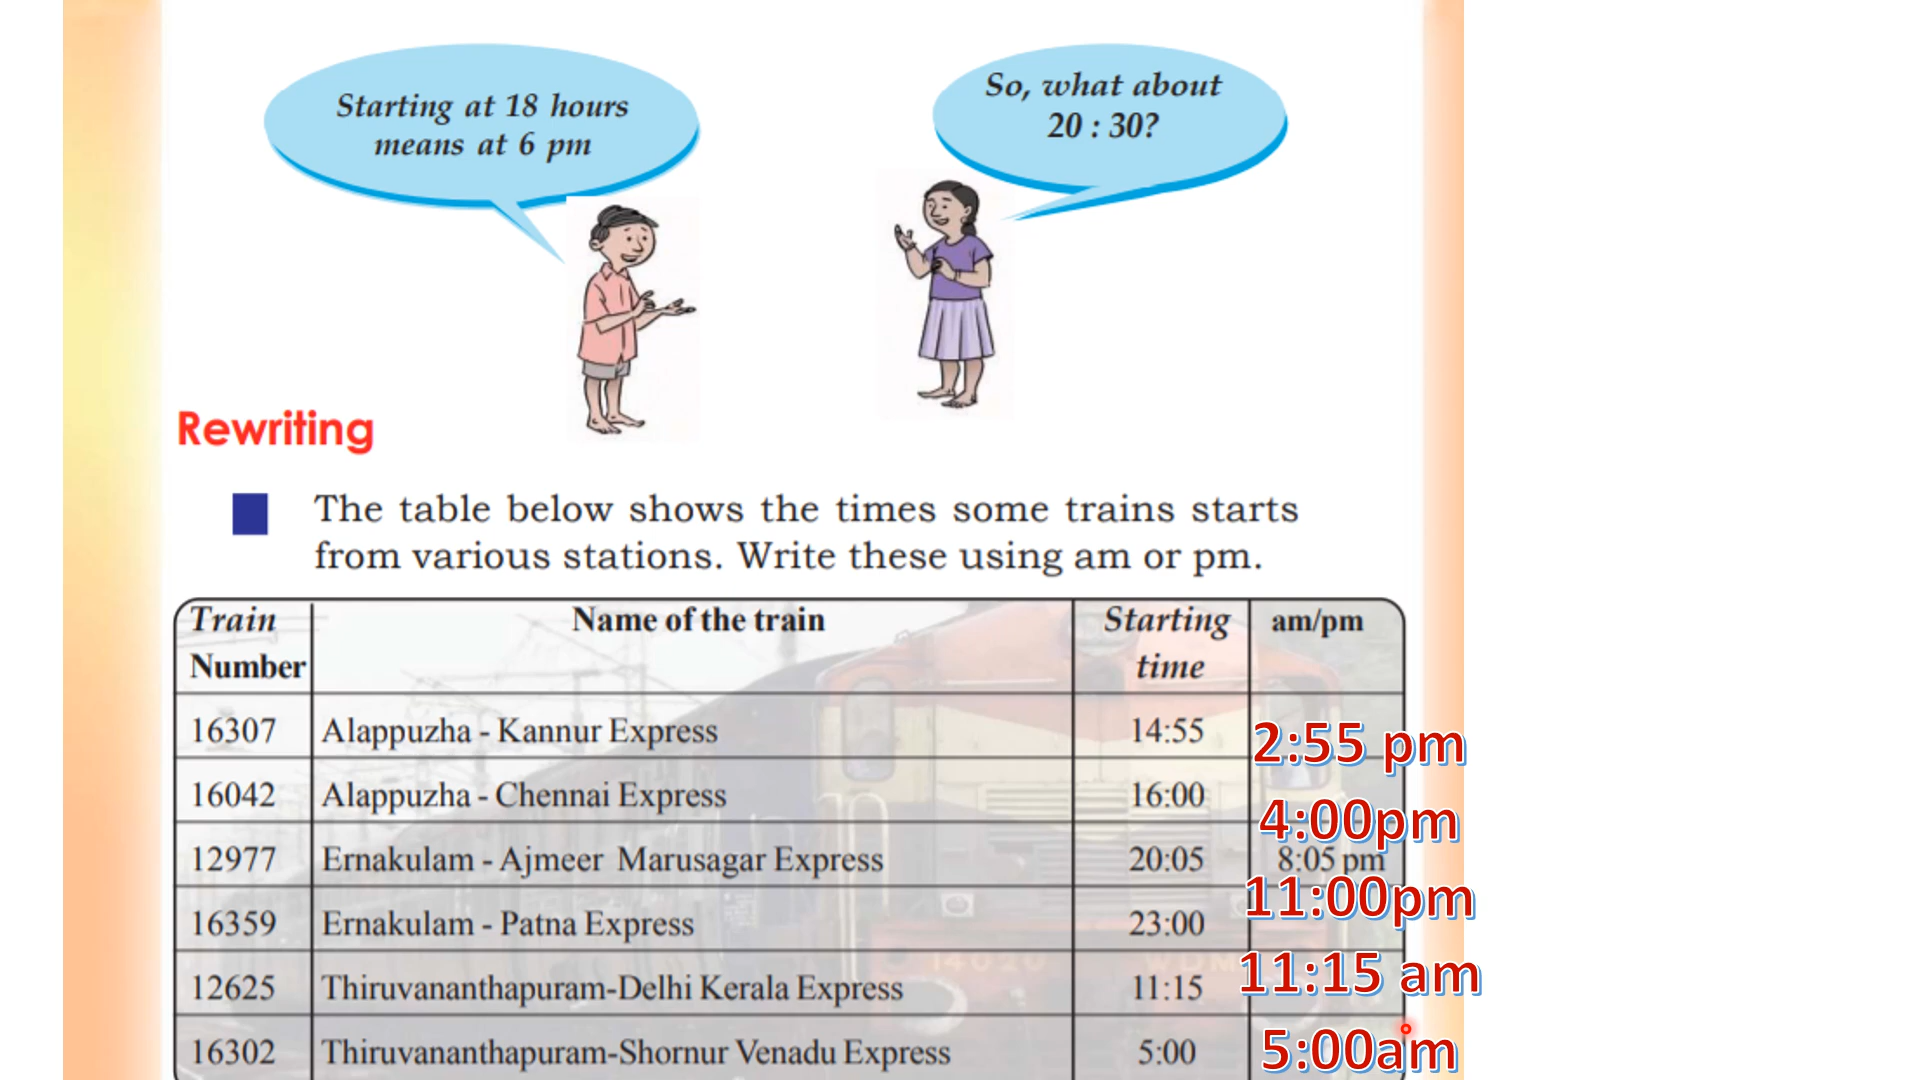 Starting at 18 hours
means at 6 pm
So, what about
20 : 30?
Rewriting
The table below shows the times some trains starts
from various stations. Write these using am or pm.
Train Number Name of the train Starting time am/pm
16307 Alappuzha - Kannur Express 14:55 2:55 pm
16042 Alappuzha - Chennai Express 16:00 4:00pm
12977 Ernakulam - Ajmeer Marusagar Express 20:05 8:05 pm
16359 Ernakulam - Patna Express 23:00 11:00pm
12625 Thiruvananthapuram-Delhi Kerala Express 11:15 11:15 am
16302 Thiruvananthapuram-Shornur Venadu Express 5:00 5:00am